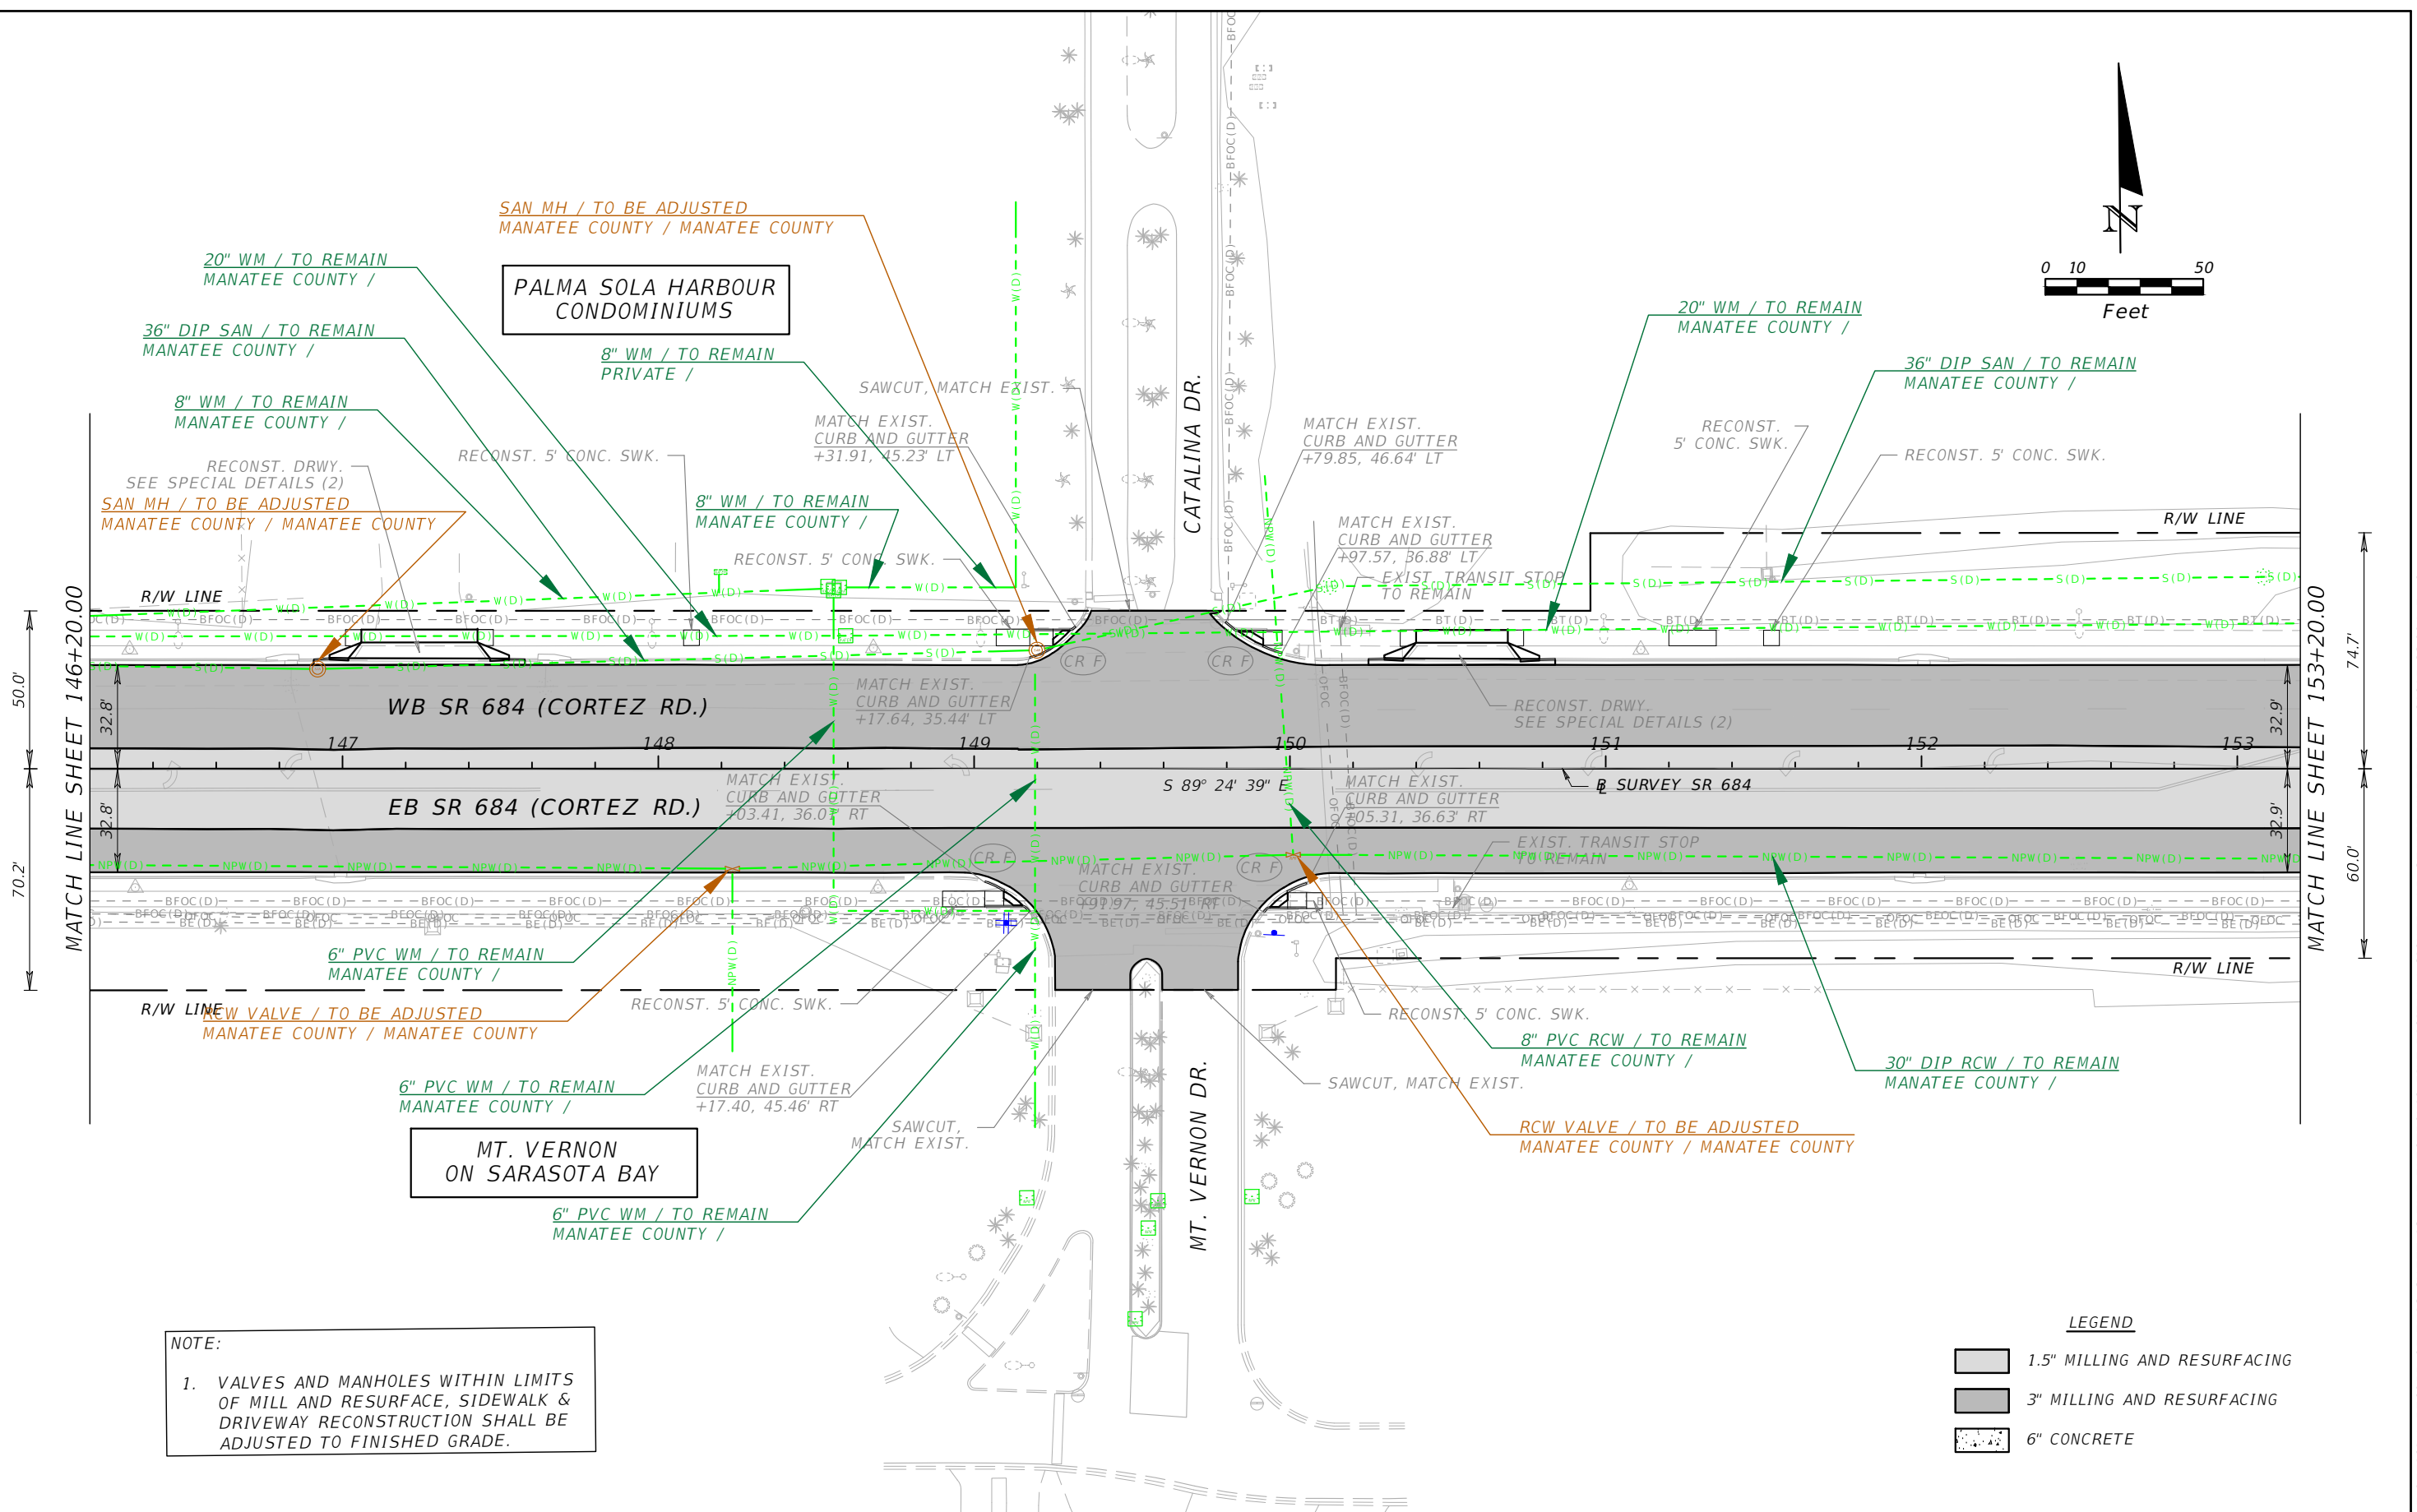 SAN MH / TO BE ADJUSTED
MANATEE COUNTY / MANATEE COUNTY
20" WM / TO REMAIN
MANATEE COUNTY /
PALMA SOLA HARBOUR
CONDOMINIUMS
36" DIP SAN / TO REMAIN
MANATEE COUNTY /
8" WM / TO REMAIN
PRIVATE /
8" WM / TO REMAIN
MANATEE COUNTY /
SAWCUT, MATCH EXIST.
MATCH EXIST.
CURB AND GUTTER
+31.91, 45.23' LT
RECONST. DRWY.
SEE SPECIAL DETAILS (2)
RECONST. 5' CONC. SWK.
SAN MH / TO BE ADJUSTED
MANATEE COUNTY / MANATEE COUNTY
8" WM / TO REMAIN
MANATEE COUNTY /
RECONST. 5' CONC. SWK.
CATALINA DR.
N
0 10 50
Feet
20" WM / TO REMAIN
MANATEE COUNTY /
36" DIP SAN / TO REMAIN
MANATEE COUNTY /
MATCH EXIST.
CURB AND GUTTER
+79.85, 46.64' LT
RECONST.
5' CONC. SWK.
RECONST. 5' CONC. SWK.
MATCH EXIST.
CURB AND GUTTER
+97.57, 36.88' LT
EXIST. TRANSIT STOP
TO REMAIN
R/W LINE
R/W LINE
MATCH LINE SHEET 146+20.00
MATCH LINE SHEET 153+20.00
50.0'
70.2'
32.8'
32.8'
74.7'
60.0'
32.9'
32.9'
CR F
CR F
WB SR 684 (CORTEZ RD.)
MATCH EXIST.
CURB AND GUTTER
+17.64, 35.44' LT
RECONST. DRWY.
SEE SPECIAL DETAILS (2)
147 148 149 150 151 152 153
S 89° 24' 39" E
BL SURVEY SR 684
EB SR 684 (CORTEZ RD.)
MATCH EXIST.
CURB AND GUTTER
+03.41, 36.01' RT
MATCH EXIST.
CURB AND GUTTER
+05.31, 36.63' RT
EXIST. TRANSIT STOP
TO REMAIN
CR F
CR F
MATCH EXIST.
CURB AND GUTTER
+91.97, 45.51' RT
W(D)
S(D)
NPW(D)
BFOC(D)
BT(D)
BE(D)
OFOC
6" PVC WM / TO REMAIN
MANATEE COUNTY /
R/W LINE
R/W LINE
RCW VALVE / TO BE ADJUSTED
MANATEE COUNTY / MANATEE COUNTY
RECONST. 5' CONC. SWK.
RECONST. 5' CONC. SWK.
8" PVC RCW / TO REMAIN
MANATEE COUNTY /
30" DIP RCW / TO REMAIN
MANATEE COUNTY /
6" PVC WM / TO REMAIN
MANATEE COUNTY /
MATCH EXIST.
CURB AND GUTTER
+17.40, 45.46' RT
SAWCUT, MATCH EXIST.
SAWCUT,
MATCH EXIST.
RCW VALVE / TO BE ADJUSTED
MANATEE COUNTY / MANATEE COUNTY
MT. VERNON
ON SARASOTA BAY
MT. VERNON DR.
6" PVC WM / TO REMAIN
MANATEE COUNTY /
NOTE:
1. VALVES AND MANHOLES WITHIN LIMITS
OF MILL AND RESURFACE, SIDEWALK &
DRIVEWAY RECONSTRUCTION SHALL BE
ADJUSTED TO FINISHED GRADE.
LEGEND
1.5" MILLING AND RESURFACING
3" MILLING AND RESURFACING
6" CONCRETE